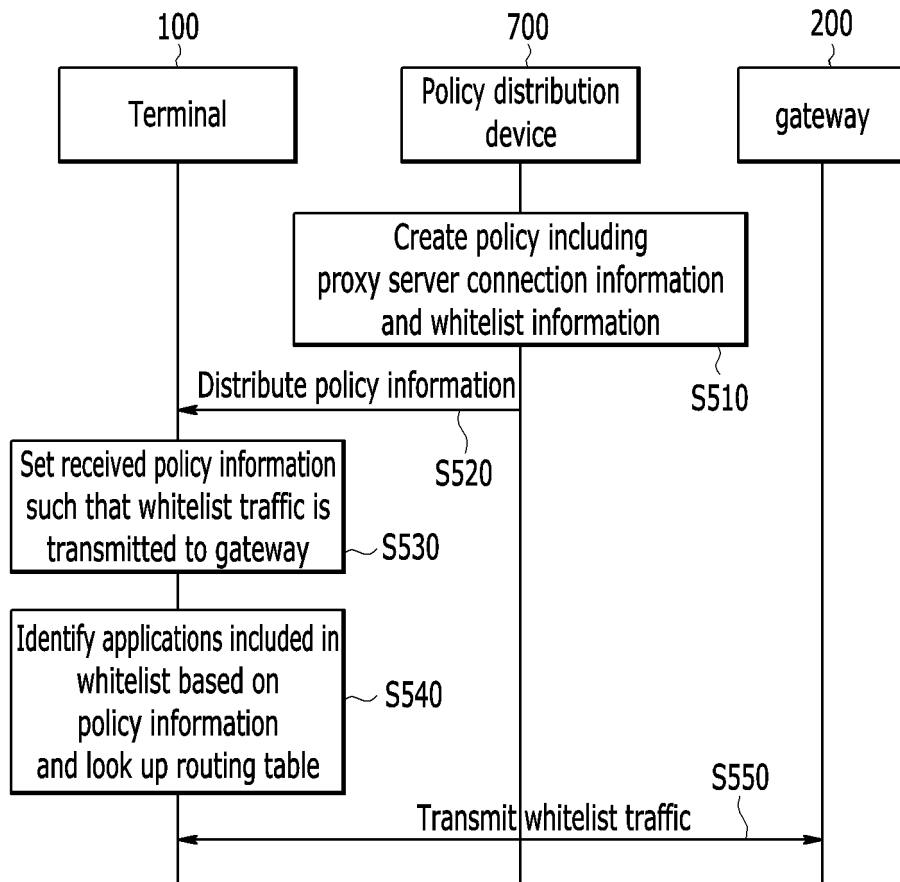 100
700
200
Terminal
Policy distribution
device
gateway
Create policy including
proxy server connection information
and whitelist information
S510
Distribute policy information
S520
Set received policy information
such that whitelist traffic is
transmitted to gateway
S530
Identify applications included in
whitelist based on
policy information
and look up routing table
S540
S550
Transmit whitelist traffic